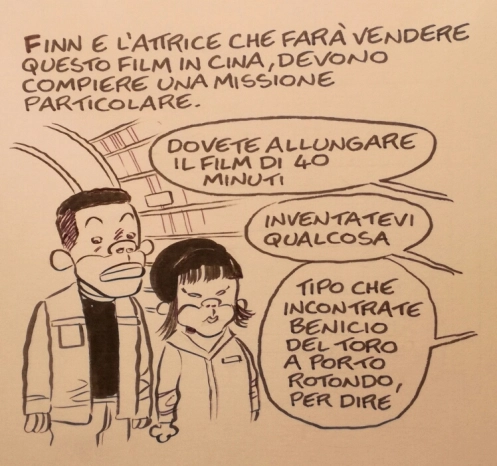 FINN E L'ATTRICE CHE FARÀ VENDERE
QUESTO FILM IN CINA, DEVONO
COMPIERE UNA MISSIONE
PARTICOLARE.
DOVETE ALLUNGARE
IL FILM DI 40
MINUTI
INVENTATEVI
QUALCOSA
TIPO CHE
INCONTRATE
BENICIO
DEL TORO
A PORTO
ROTONDO,
PER DIRE